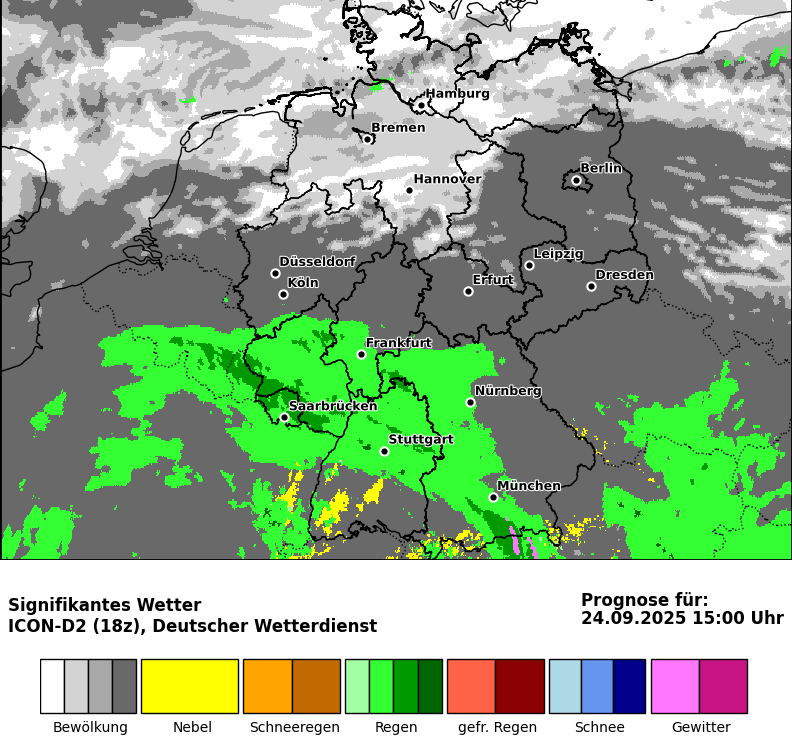 Hamburg
Bremen
Berlin
Hannover
Leipzig
Düsseldorf
Erfurt
Dresden
Köln
Frankfurt
Nürnberg
Saarbrücken
Stuttgart
München
Signifikantes Wetter
ICON-D2 (18z), Deutscher Wetterdienst
Prognose für:
24.09.2025 15:00 Uhr
Bewölkung Nebel Schneeregen Regen gefr. Regen Schnee Gewitter